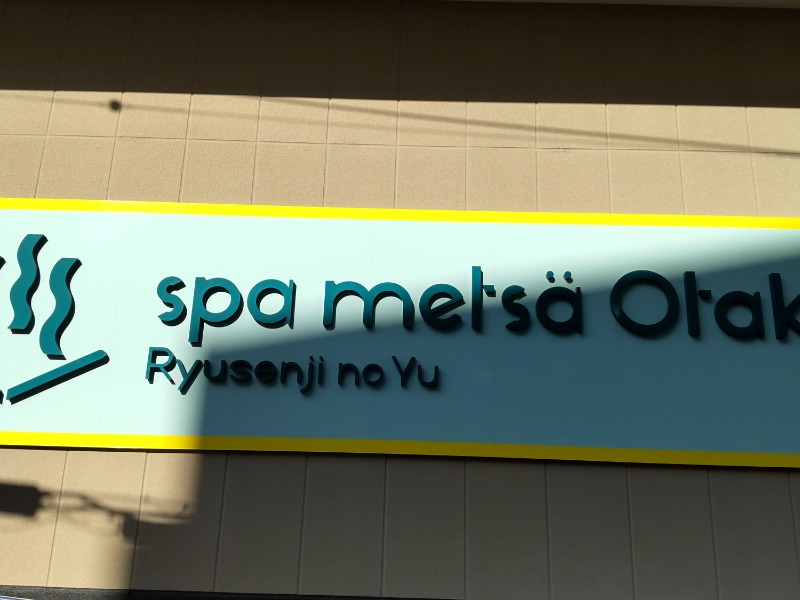 spa metsä Otak
Ryusenji no Yu